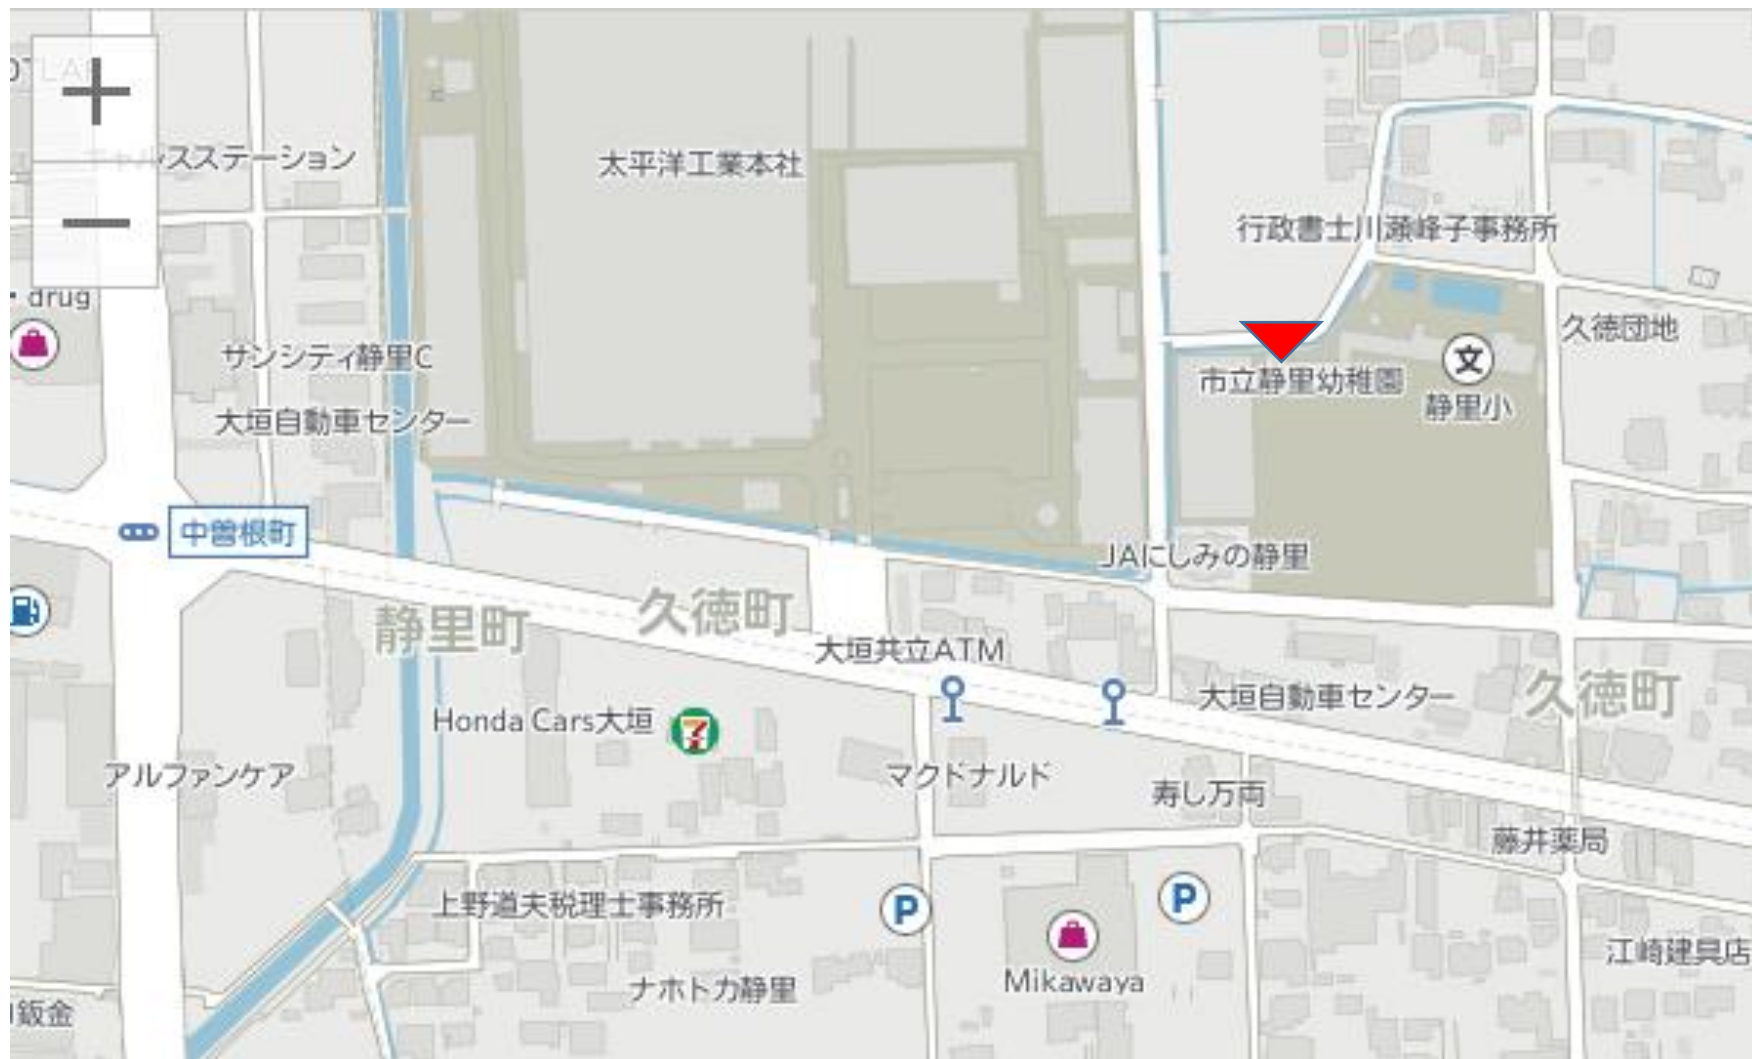 太平洋工業本社
スステーション
行政書士川瀬峰子事務所
drug
久徳団地
サンシティ静里C
市立静里幼稚園
文
静里小
大垣自動車センター
中曽根町
JAにしみの静里
静里町
久徳町
大垣共立ATM
大垣自動車センター
久徳町
Honda Cars大垣
7
アルファンケア
マクドナルド
寿し万両
藤井薬局
上野道夫税理士事務所
P
P
江崎建具店
Mikawaya
ナホトカ静里
鈑金